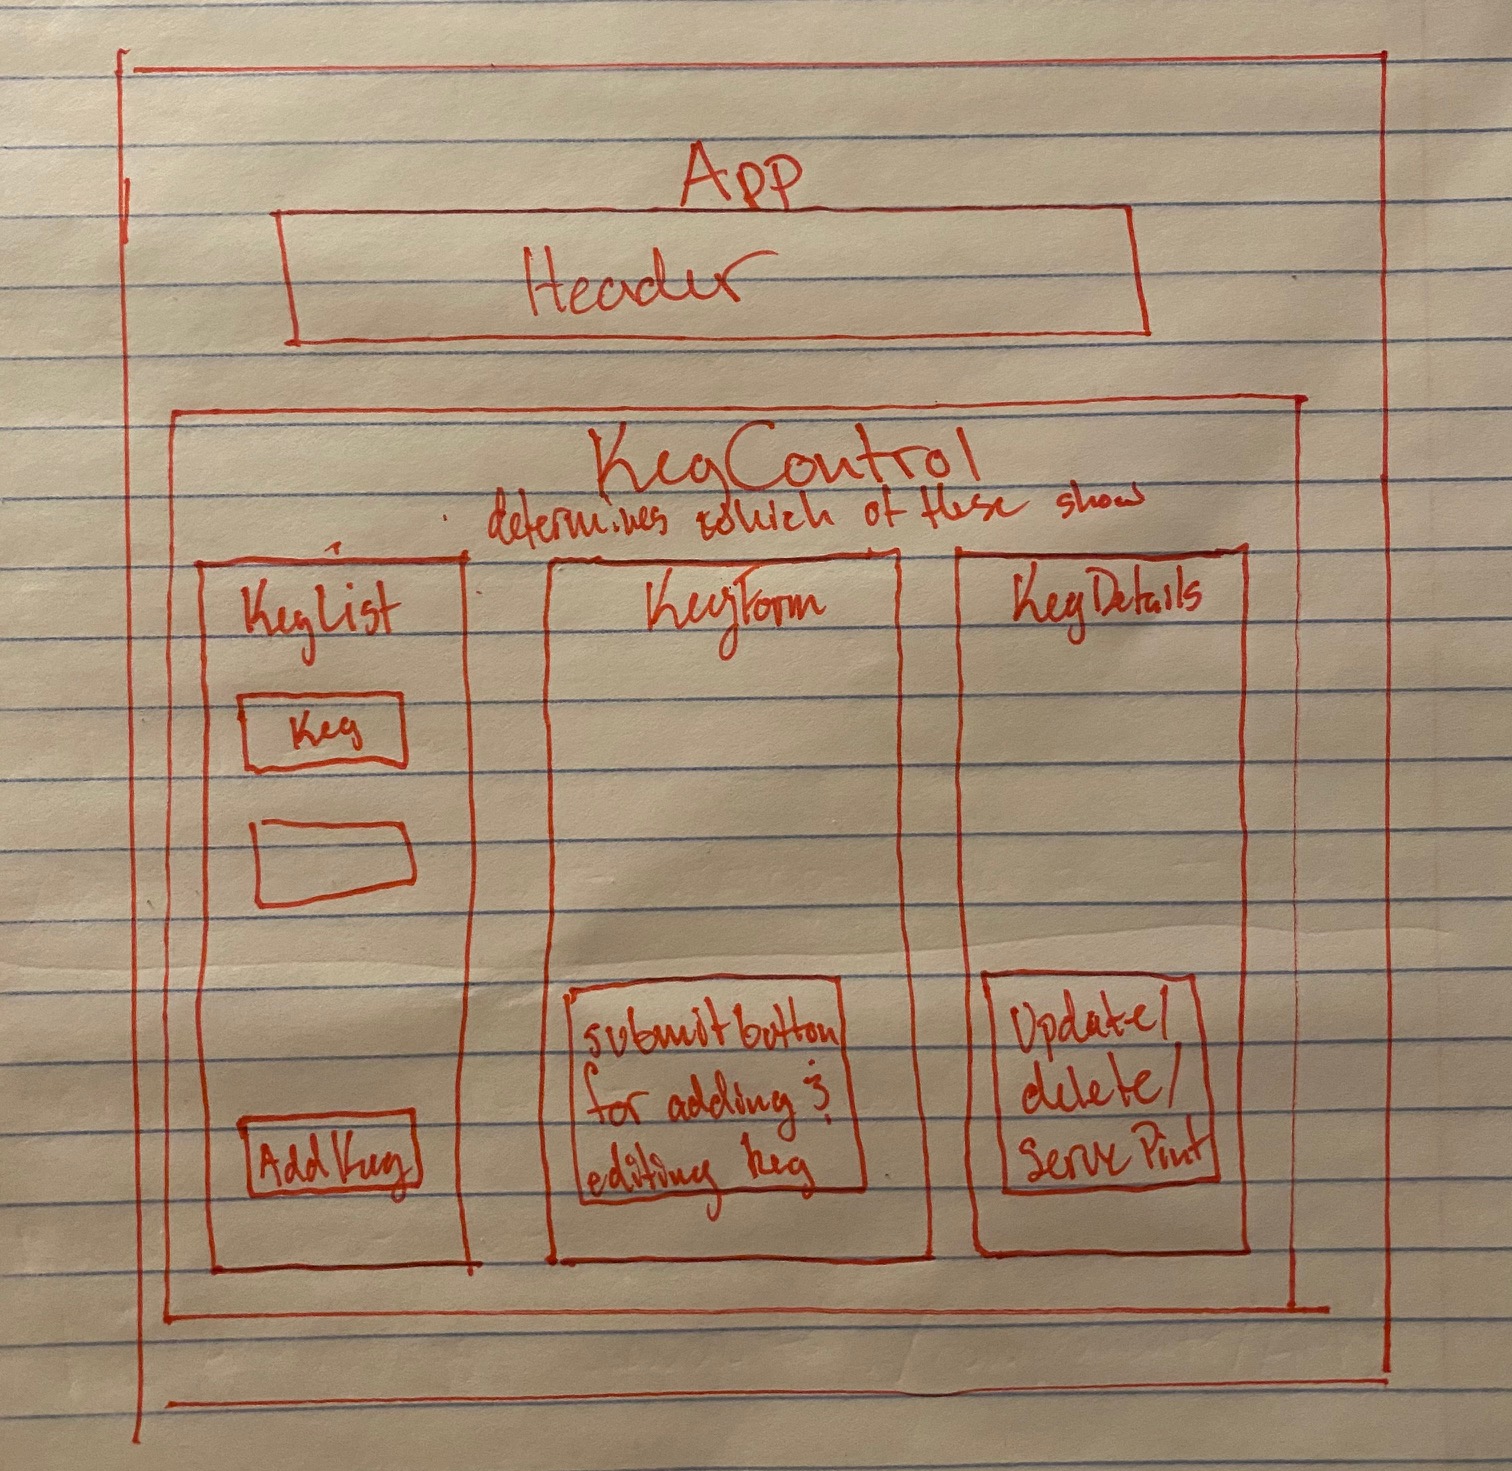 App
Header
KegControl
determines which of these show
KegList
Keg
Add Keg
KegForm
submit button
for adding &
editing keg
KegDetails
Update/
delete/
Serve Pint